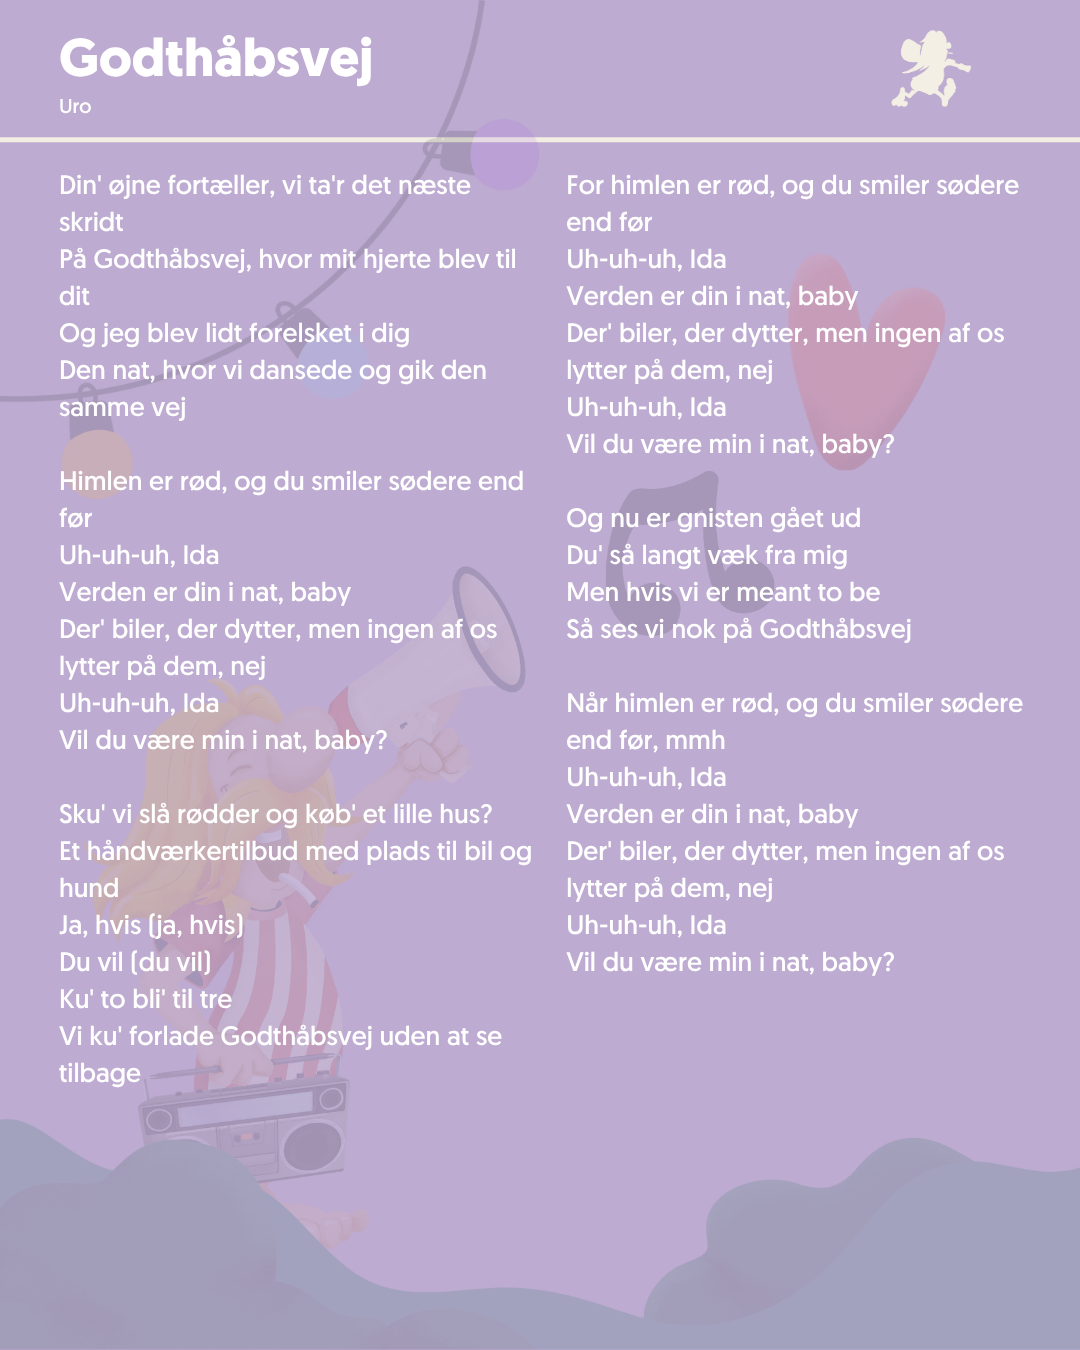 Godthåbsvej
Uro
Din' øjne fortæller, vi ta'r det næste
skridt
På Godthåbsvej, hvor mit hjerte blev til
dit
Og jeg blev lidt forelsket i dig
Den nat, hvor vi dansede og gik den
samme vej

Himlen er rød, og du smiler sødere end
før
Uh-uh-uh, Ida
Verden er din i nat, baby
Der' biler, der dytter, men ingen af os
lytter på dem, nej
Uh-uh-uh, Ida
Vil du være min i nat, baby?

Sku' vi slå rødder og køb' et lille hus?
Et håndværkertilbud med plads til bil og
hund
Ja, hvis (ja, hvis)
Du vil (du vil)
Ku' to bli' til tre
Vi ku' forlade Godthåbsvej uden at se
tilbage

For himlen er rød, og du smiler sødere
end før
Uh-uh-uh, Ida
Verden er din i nat, baby
Der' biler, der dytter, men ingen af os
lytter på dem, nej
Uh-uh-uh, Ida
Vil du være min i nat, baby?

Og nu er gnisten gået ud
Du' så langt væk fra mig
Men hvis vi er meant to be
Så ses vi nok på Godthåbsvej

Når himlen er rød, og du smiler sødere
end før, mmh
Uh-uh-uh, Ida
Verden er din i nat, baby
Der' biler, der dytter, men ingen af os
lytter på dem, nej
Uh-uh-uh, Ida
Vil du være min i nat, baby?